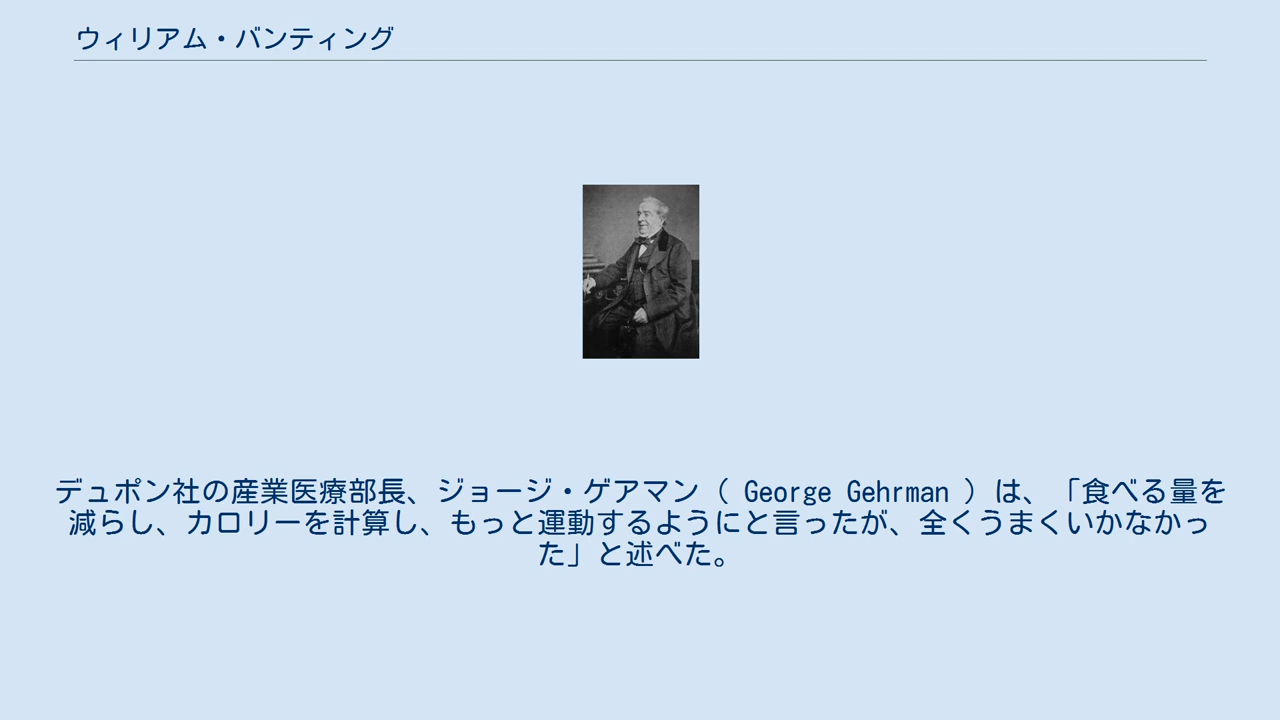 ウィリアム・バンティング
デュポン社の産業医療部長、ジョージ・ゲアマン（ George Gehrman ）は、「食べる量を
減らし、カロリーを計算し、もっと運動するようにと言ったが、全くうまくいかなかっ
た」と述べた。